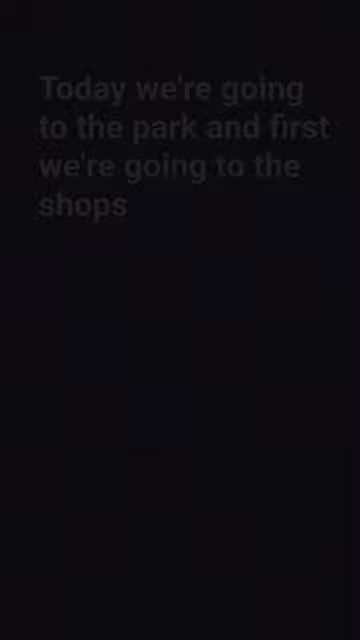 Today we're going
to the park and first
we're going to the
shops